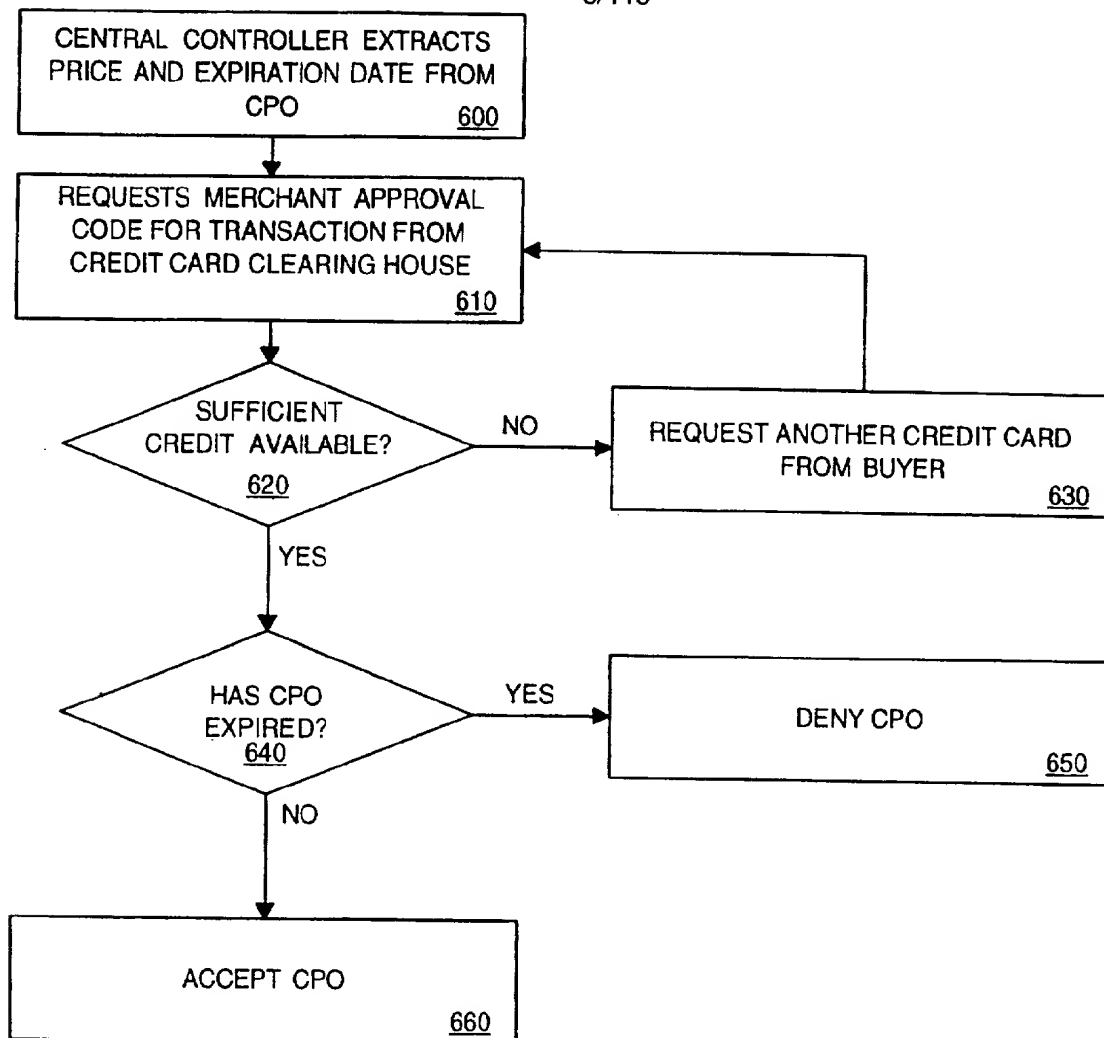 CENTRAL CONTROLLER EXTRACTS
PRICE AND EXPIRATION DATE FROM
CPO
600
REQUESTS MERCHANT APPROVAL
CODE FOR TRANSACTION FROM
CREDIT CARD CLEARING HOUSE
610
SUFFICIENT
CREDIT AVAILABLE?
620
NO
REQUEST ANOTHER CREDIT CARD
FROM BUYER
630
YES
HAS CPO
EXPIRED?
640
YES
DENY CPO
650
NO
ACCEPT CPO
660